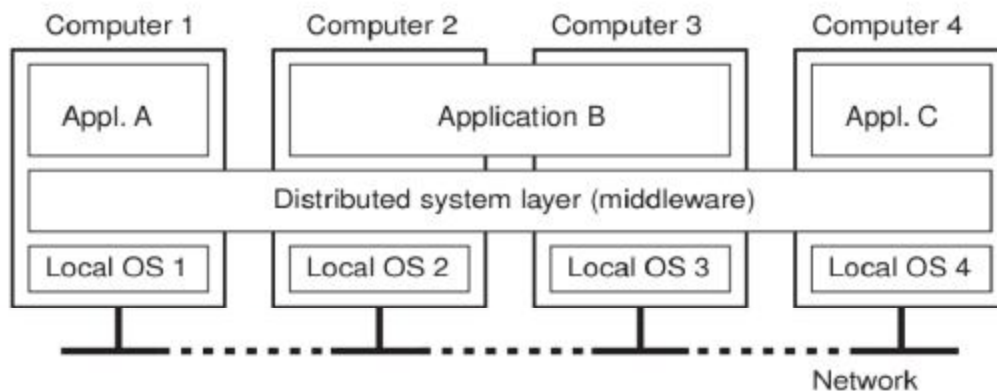 Computer 1
Computer 2
Computer 3
Computer 4
Appl. A
Application B
Appl. C
Distributed system layer (middleware)
Local OS 1
Local OS 2
Local OS 3
Local OS 4
Network